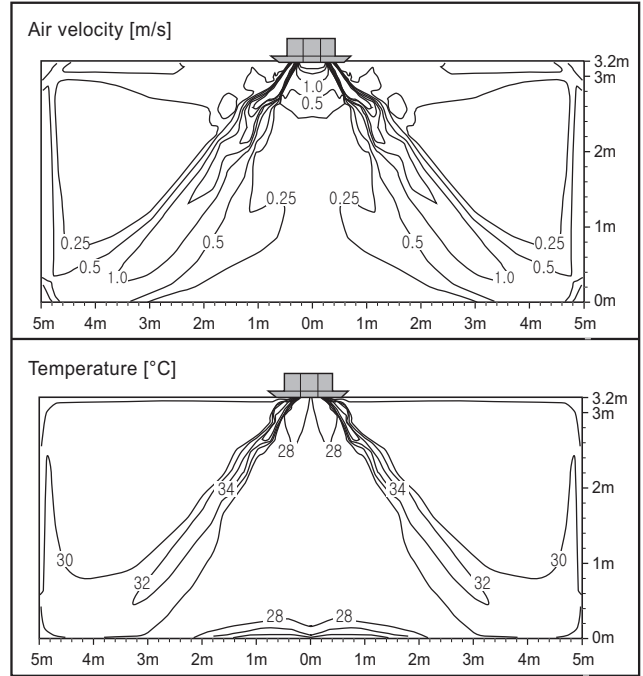 Air velocity [m/s]
3.2m
3m
1.0
0.5
2m
0.25 0.25
1m
0.25 0.5 0.5 0.25
0.5 1.0 1.0 0.5
0m
5m 4m 3m 2m 1m 0m 1m 2m 3m 4m 5m
Temperature [°C]
3.2m
3m
28 28
34 34
2m
30 32 32 30
1m
28 28
0m
5m 4m 3m 2m 1m 0m 1m 2m 3m 4m 5m